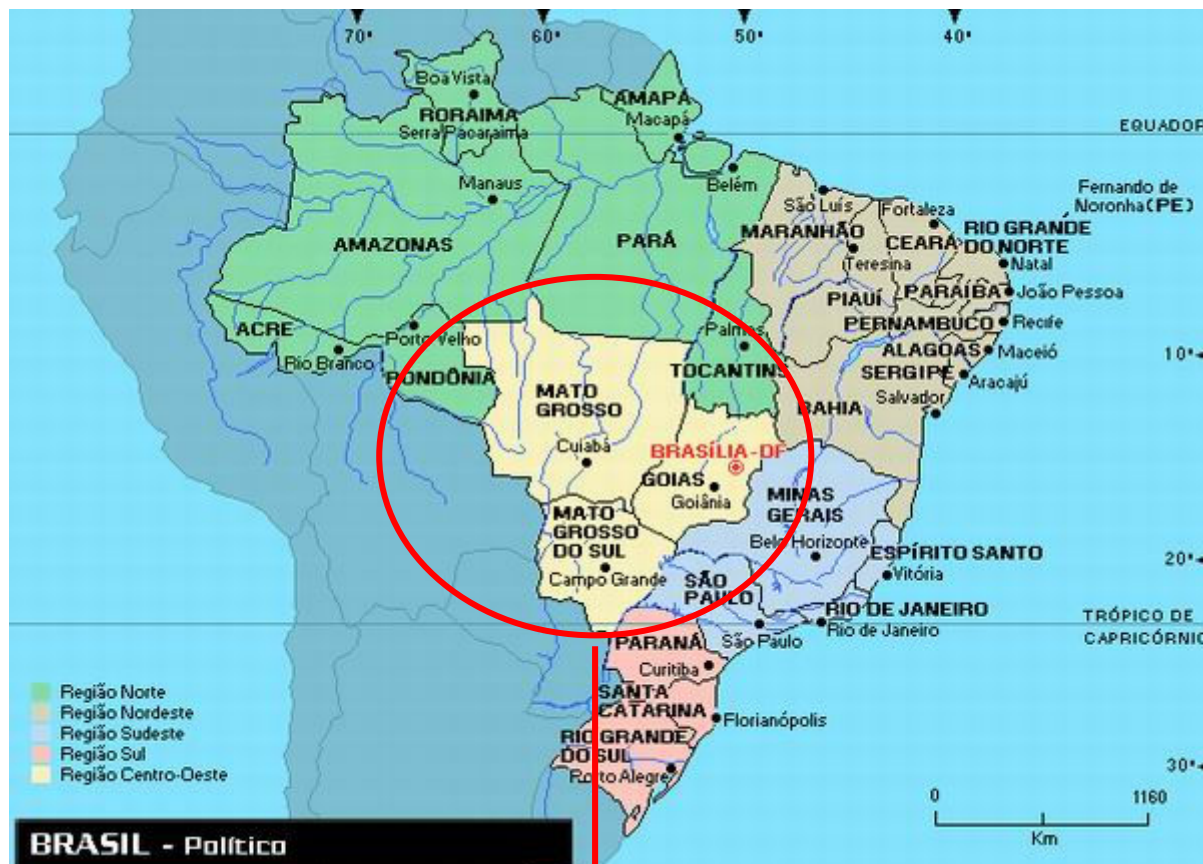 70°
60°
50°
40°
Boa Vista
RORAIMA
Serra Pacaraima
AMAPÁ
Macapá
EQUADOR
Manaus
Belém
São Luís
Fortaleza
Fernando de
Noronha(PE)
AMAZONAS
PARÁ
MARANHÃO
CEARÁ
RIO GRANDE
DO NORTE
Teresina
Natal
PIAUÍ
PARAÍBA
João Pessoa
ACRE
Porto Velho
Palmas
PERNAMBUCO
Recife
Rio Branco
RONDÔNIA
TOCANTINS
ALAGOAS
Maceió
10°
SERGIPE
Aracajú
MATO
GROSSO
BAHIA
Salvador
Cuiabá
BRASÍLIA-DF
GOIAS
Goiânia
MINAS
GERAIS
MATO
GROSSO
DO SUL
Belo Horizonte
ESPÍRITO SANTO
20°
Campo Grande
SÃO
PAULO
Vitória
RIO DE JANEIRO
TRÓPICO DE
CAPRICÓRNIO
PARANÁ
São Paulo
Rio de Janeiro
Curitiba
SANTA
CATARINA
Florianópolis
RIO GRANDE
DO SUL
Porto Alegre
30°
Região Norte
Região Nordeste
Região Sudeste
Região Sul
Região Centro-Oeste
0
1160
Km
BRASIL - Político